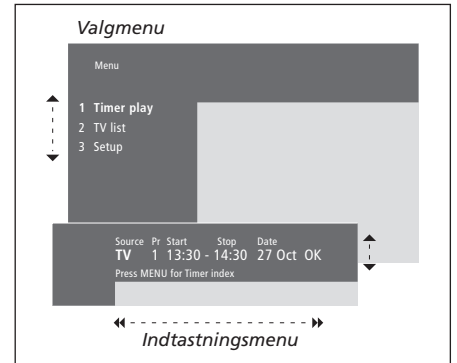 Valgmenu
Menu
1 Timer play
2 TV list
3 Setup
Source Pr Start Stop Date
TV 1 13:30 - 14:30 27 Oct OK
Press MENU for Timer index
Indtastningsmenu